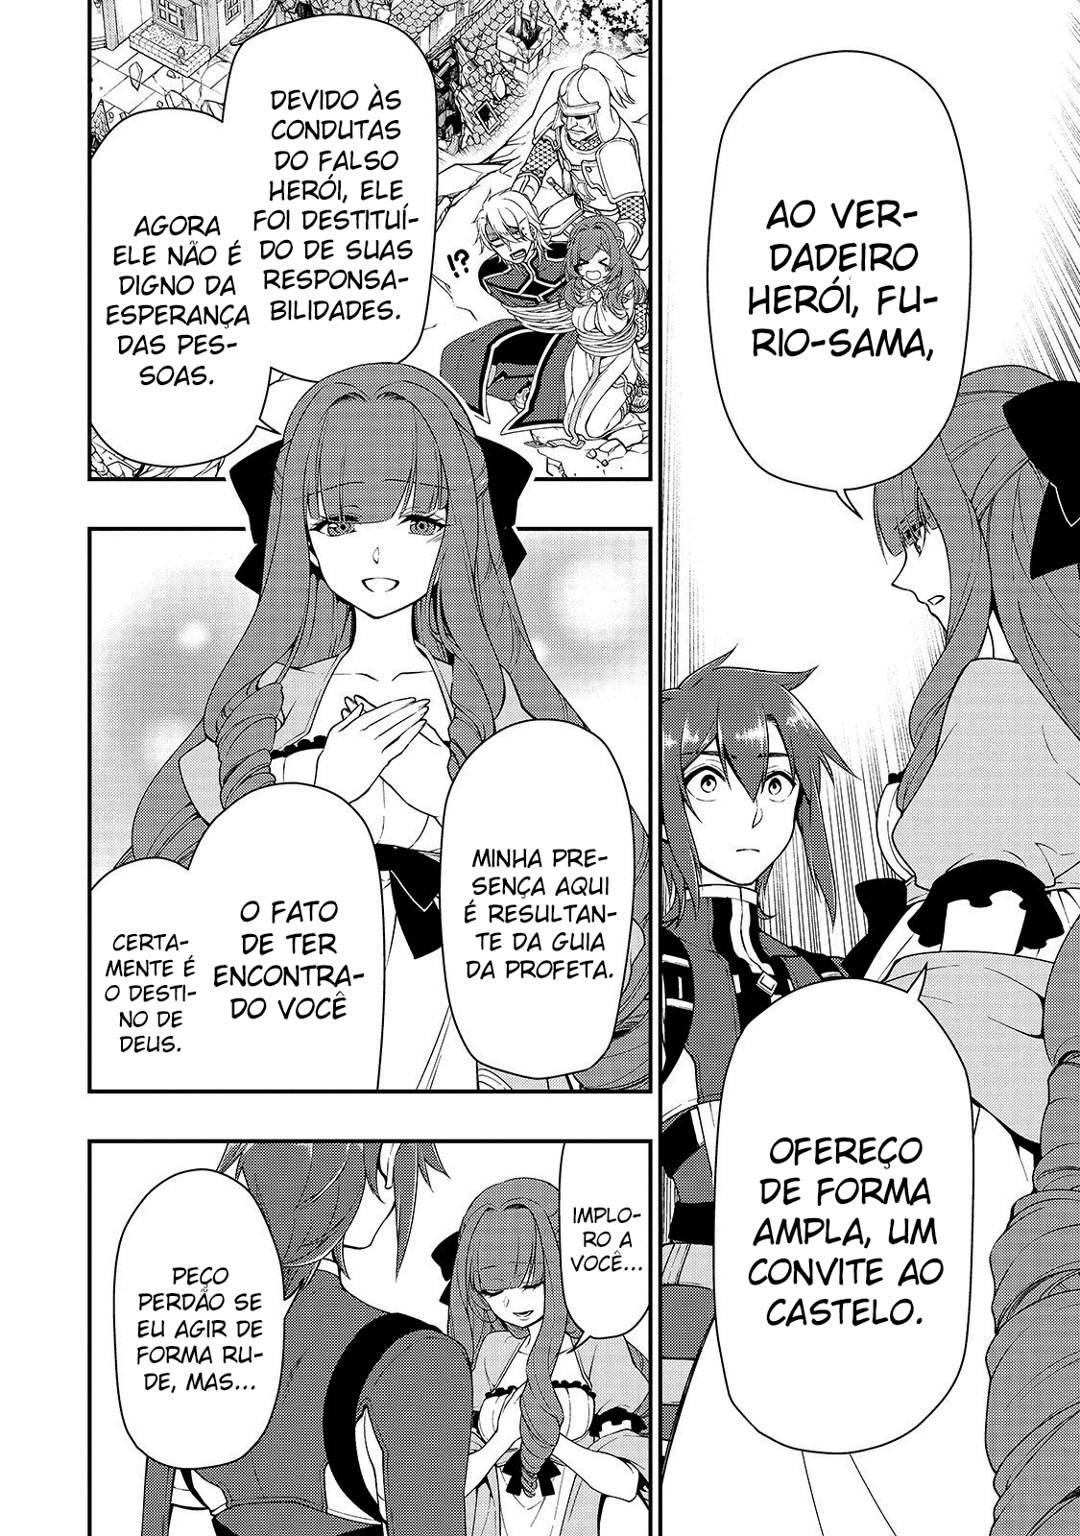 AO VER-
DADEIRO
HERÓI, FU-
RIO-SAMA,
OFEREÇO
DE FORMA
AMPLA, UM
CONVITE AO
CASTELO.
DEVIDO ÀS
CONDUTAS
DO FALSO
HERÓI, ELE
FOI DESTITUÍ-
DO DE SUAS
RESPONSA-
BILIDADES.
!?
AGORA
ELE NÃO É
DIGNO DA
ESPERANÇA
DAS PES-
SOAS.
MINHA PRE-
SENÇA AQUI
É RESULTAN-
TE DA GUIA
DA PROFETA.
O FATO
DE TER
ENCONTRA-
DO VOCÊ
CERTA-
MENTE É
O DESTI-
NO DE
DEUS.
IMPLO-
RO A
VOCÊ...
PEÇO
PERDÃO SE
EU AGIR DE
FORMA RU-
DE, MAS...